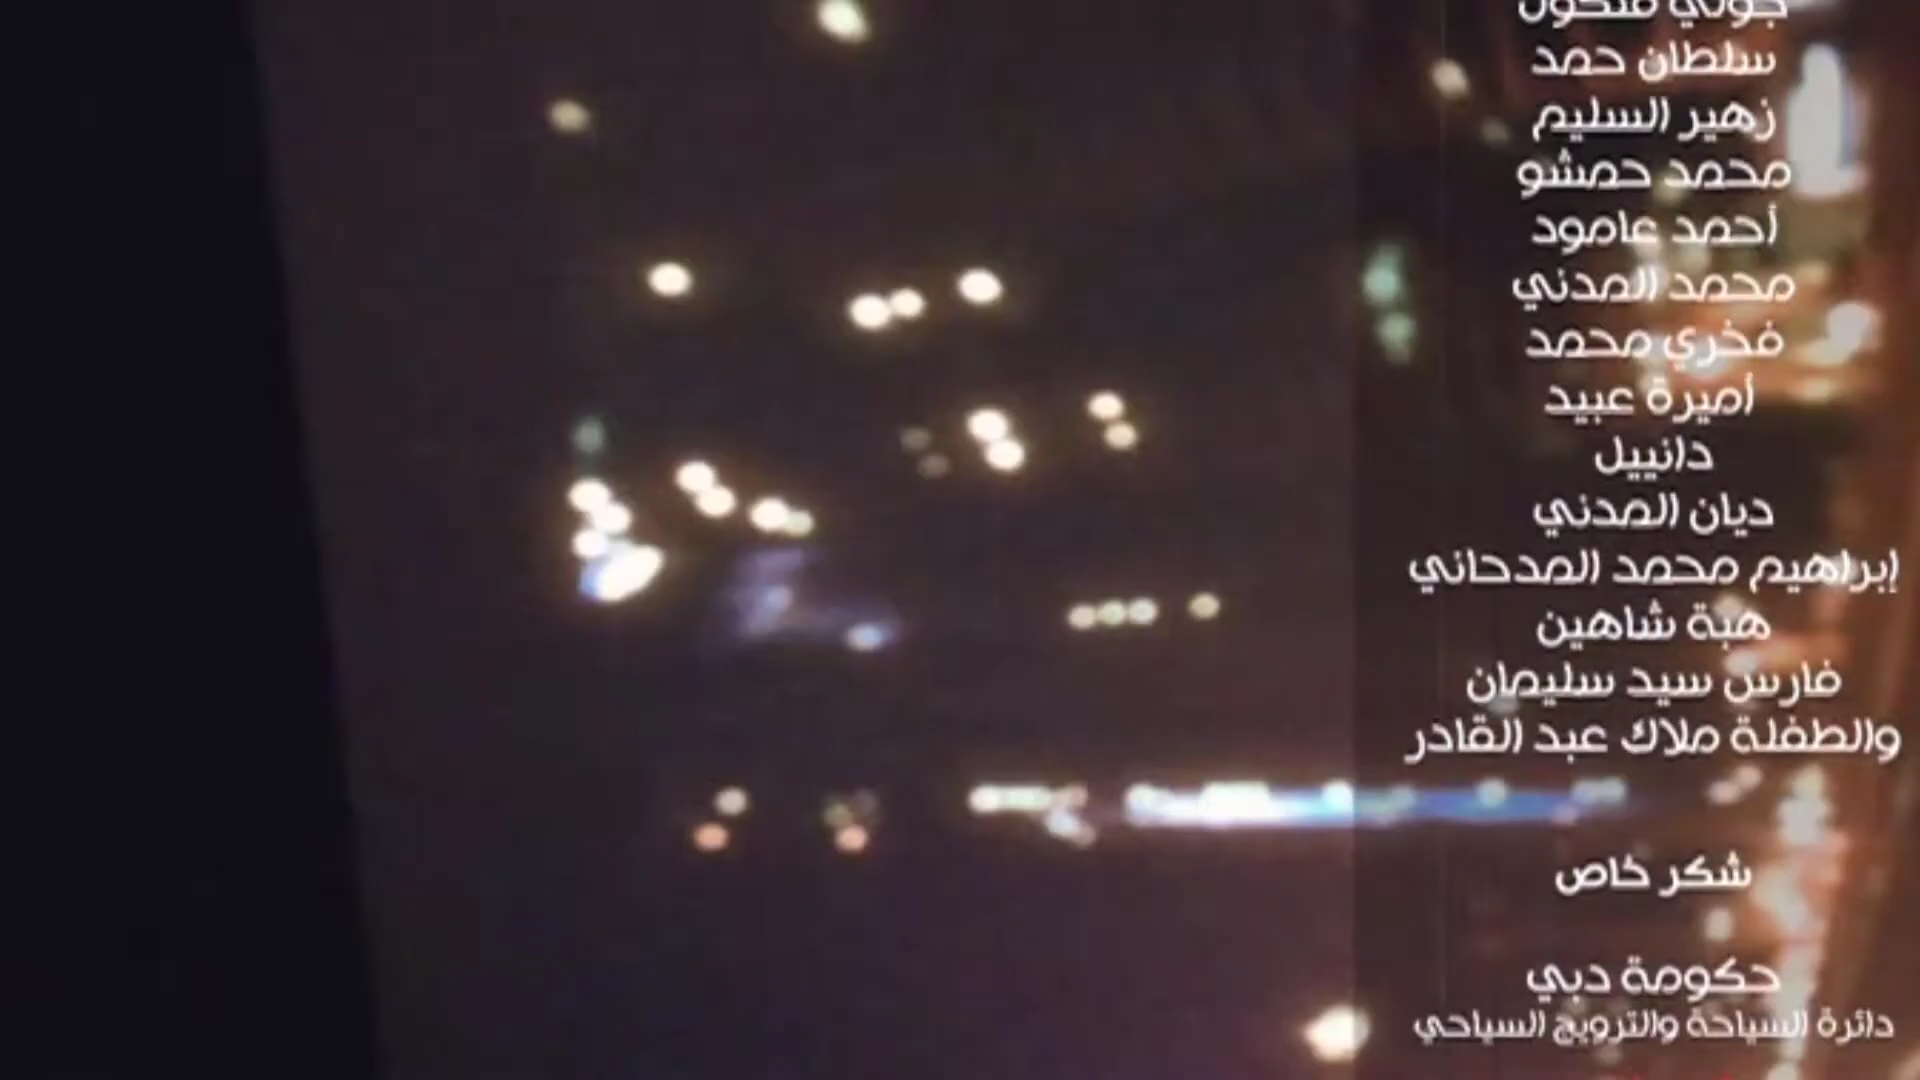 سلطان حمد
زهير السليم
محمد حمشو
أحمد عامود
محمد المدني
فخري محمد
أميرة عبيد
دانييل
ديان المدني
إبراهيم محمد المدحاني
هبة شاهين
فارس سيد سليمان
والطفلة ملاك عبد القادر
شكر خاص
حكومة دبي
دائرة السياحة والترويج السياحي